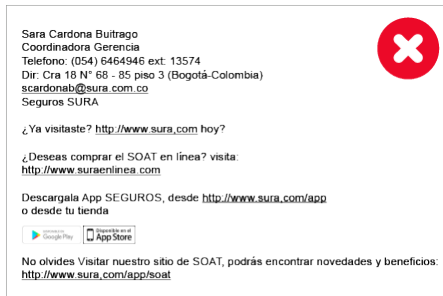 Sara Cardona Buitrago
Coordinadora Gerencia
Telefono: (054) 6464946 ext: 13574
Dir: Cra 18 N° 68 - 85 piso 3 (Bogotá-Colombia)
scardonab@sura.com.co
Seguros SURA
¿Ya visitaste? http://www.sura,com hoy?
¿Deseas comprar el SOAT en línea? visita:
http://www.suraenlinea.com
Descargala App SEGUROS, desde http://www.sura,com/app
o desde tu tienda
Google Play Disponible en el
App Store
No olvides Visitar nuestro sitio de SOAT, podrás encontrar novedades y beneficios:
http://www.sura,com/app/soat